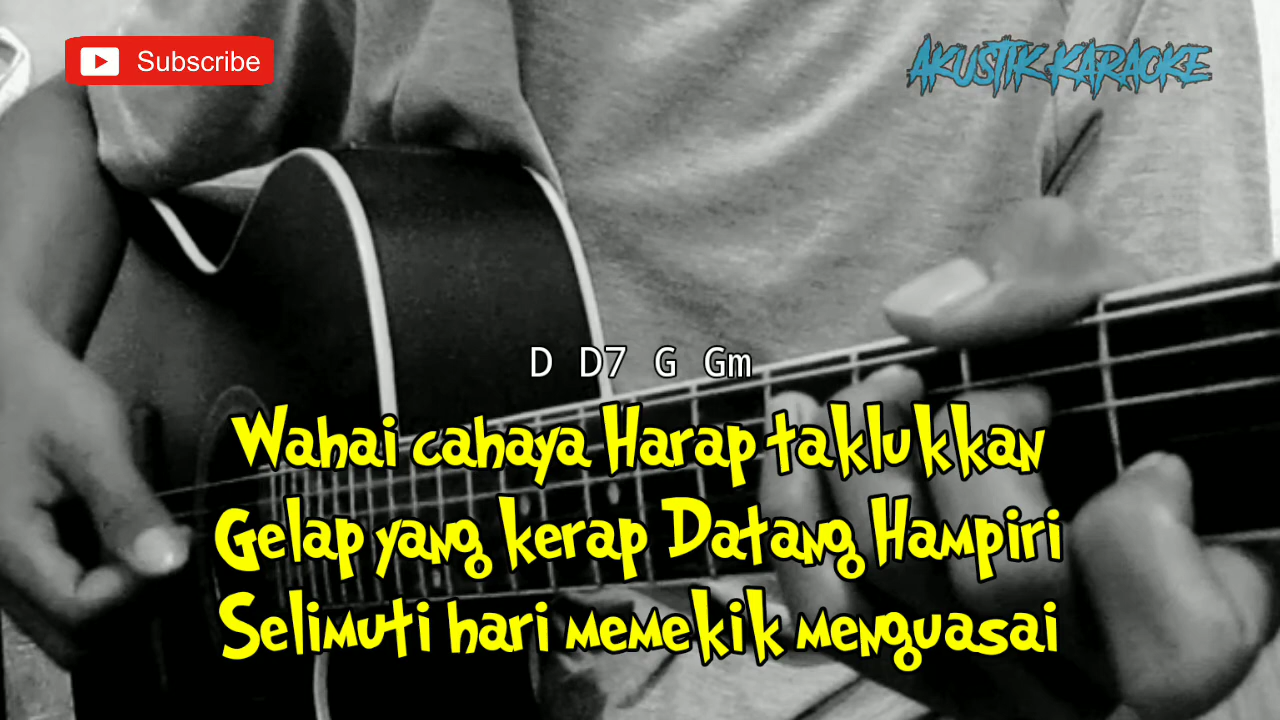 Subscribe
AKUSTIK KARAOKE
D D7 G Gm
Wahai cahaya Harap taklukkan
Gelap yang kerap Datang Hampiri
Selimuti hari memekik menguasai